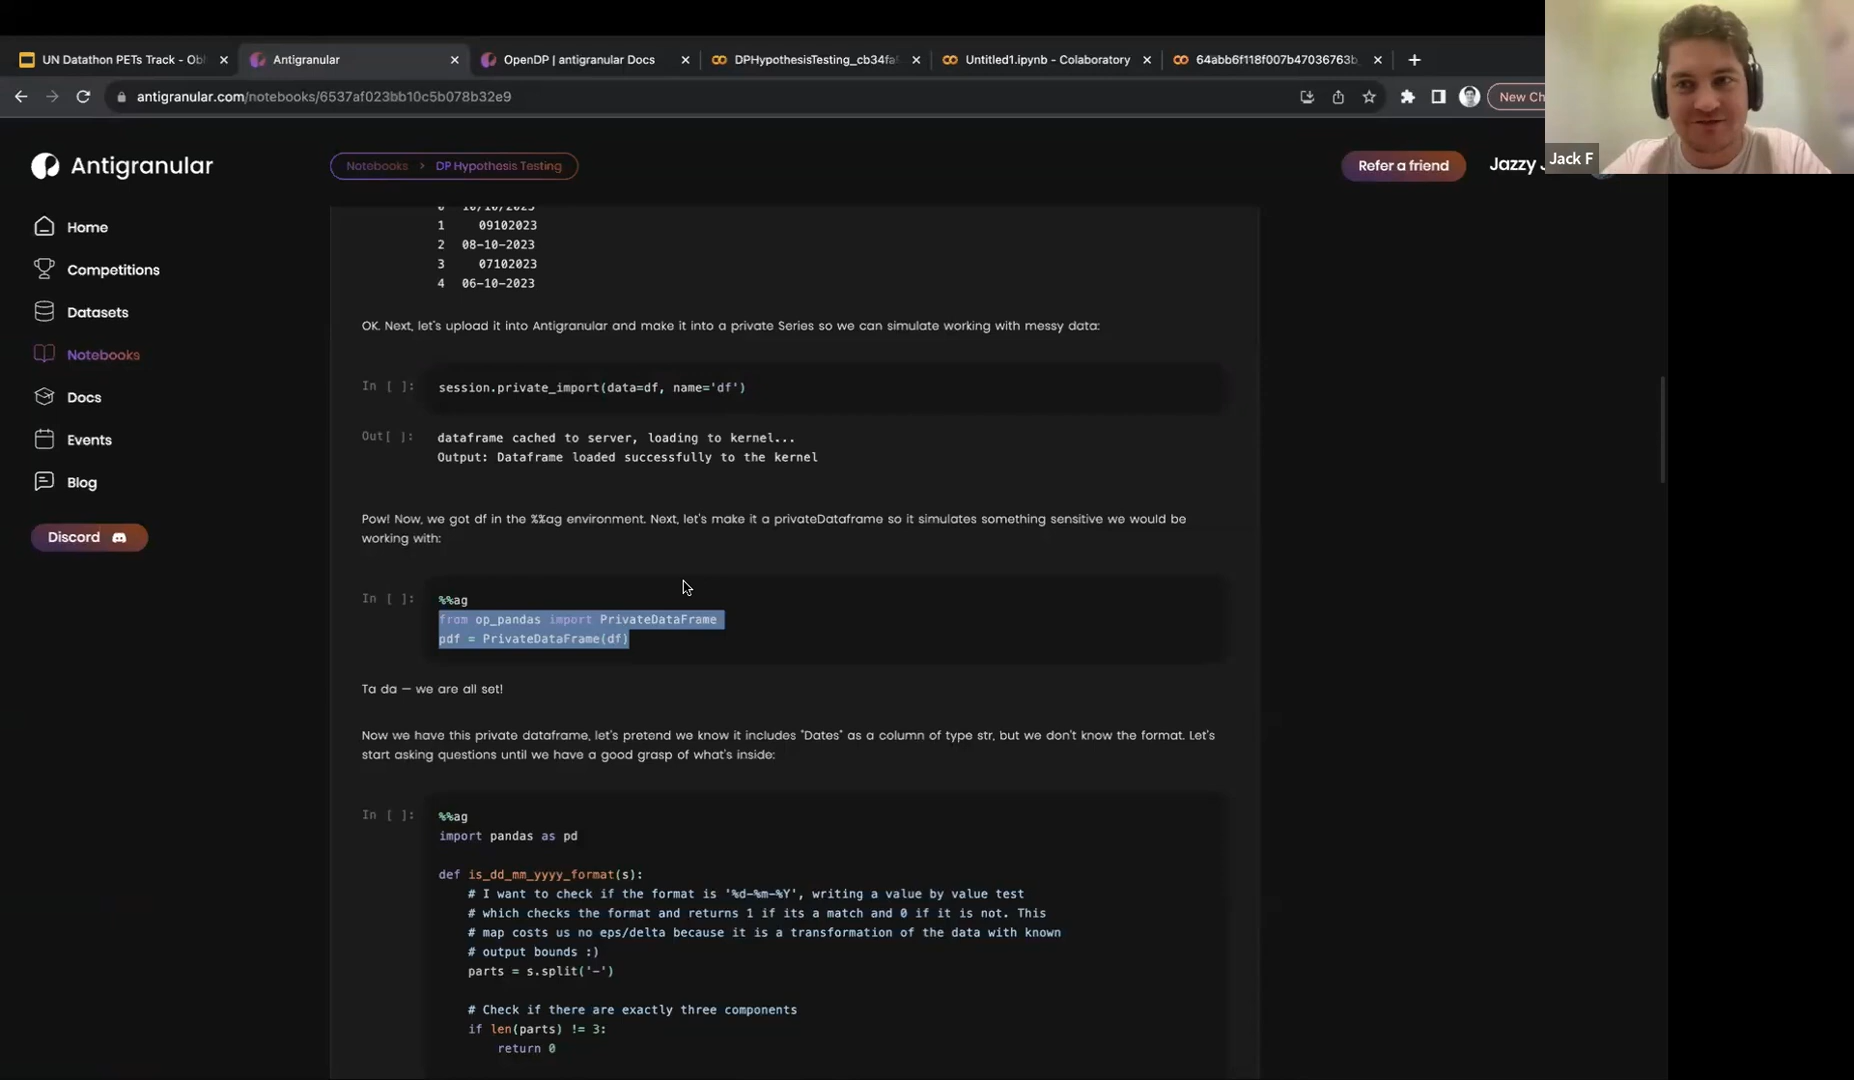 UN Datathon PETs Track - Ob
Antigranular
OpenDP | antigranular Docs
DPHypothesisTesting_cb34fa
Untitled1.ipynb - Colaboratory
64abb6f118f007b47036763b
antigranular.com/notebooks/6537af023bb10c5b078b32e9
New Ch
Jack F
Antigranular
Notebooks > DP Hypothesis Testing
Refer a friend
Jazzy J
Home
Competitions
Datasets
Notebooks
Docs
Events
Blog
Discord
0 10/10/2023
1 09102023
2 08-10-2023
3 07102023
4 06-10-2023
OK. Next, let's upload it into Antigranular and make it into a private Series so we can simulate working with messy data:
In [ ]: session.private_import(data=df, name='df')
Out[ ]: dataframe cached to server, loading to kernel...
Output: Dataframe loaded successfully to the kernel
Pow! Now, we got df in the %%ag environment. Next, let's make it a privateDataframe so it simulates something sensitive we would be
working with:
In [ ]: %%ag
from op_pandas import PrivateDataFrame
pdf = PrivateDataFrame(df)
Ta da – we are all set!
Now we have this private dataframe, let's pretend we know it includes "Dates" as a column of type str, but we don't know the format. Let's
start asking questions until we have a good grasp of what's inside:
In [ ]: %%ag
import pandas as pd
def is_dd_mm_yyyy_format(s):
# I want to check if the format is '%d-%m-%Y', writing a value by value test
# which checks the format and returns 1 if its a match and 0 if it is not. This
# map costs us no eps/delta because it is a transformation of the data with known
# output bounds :)
parts = s.split('-')
# Check if there are exactly three components
if len(parts) != 3:
return 0